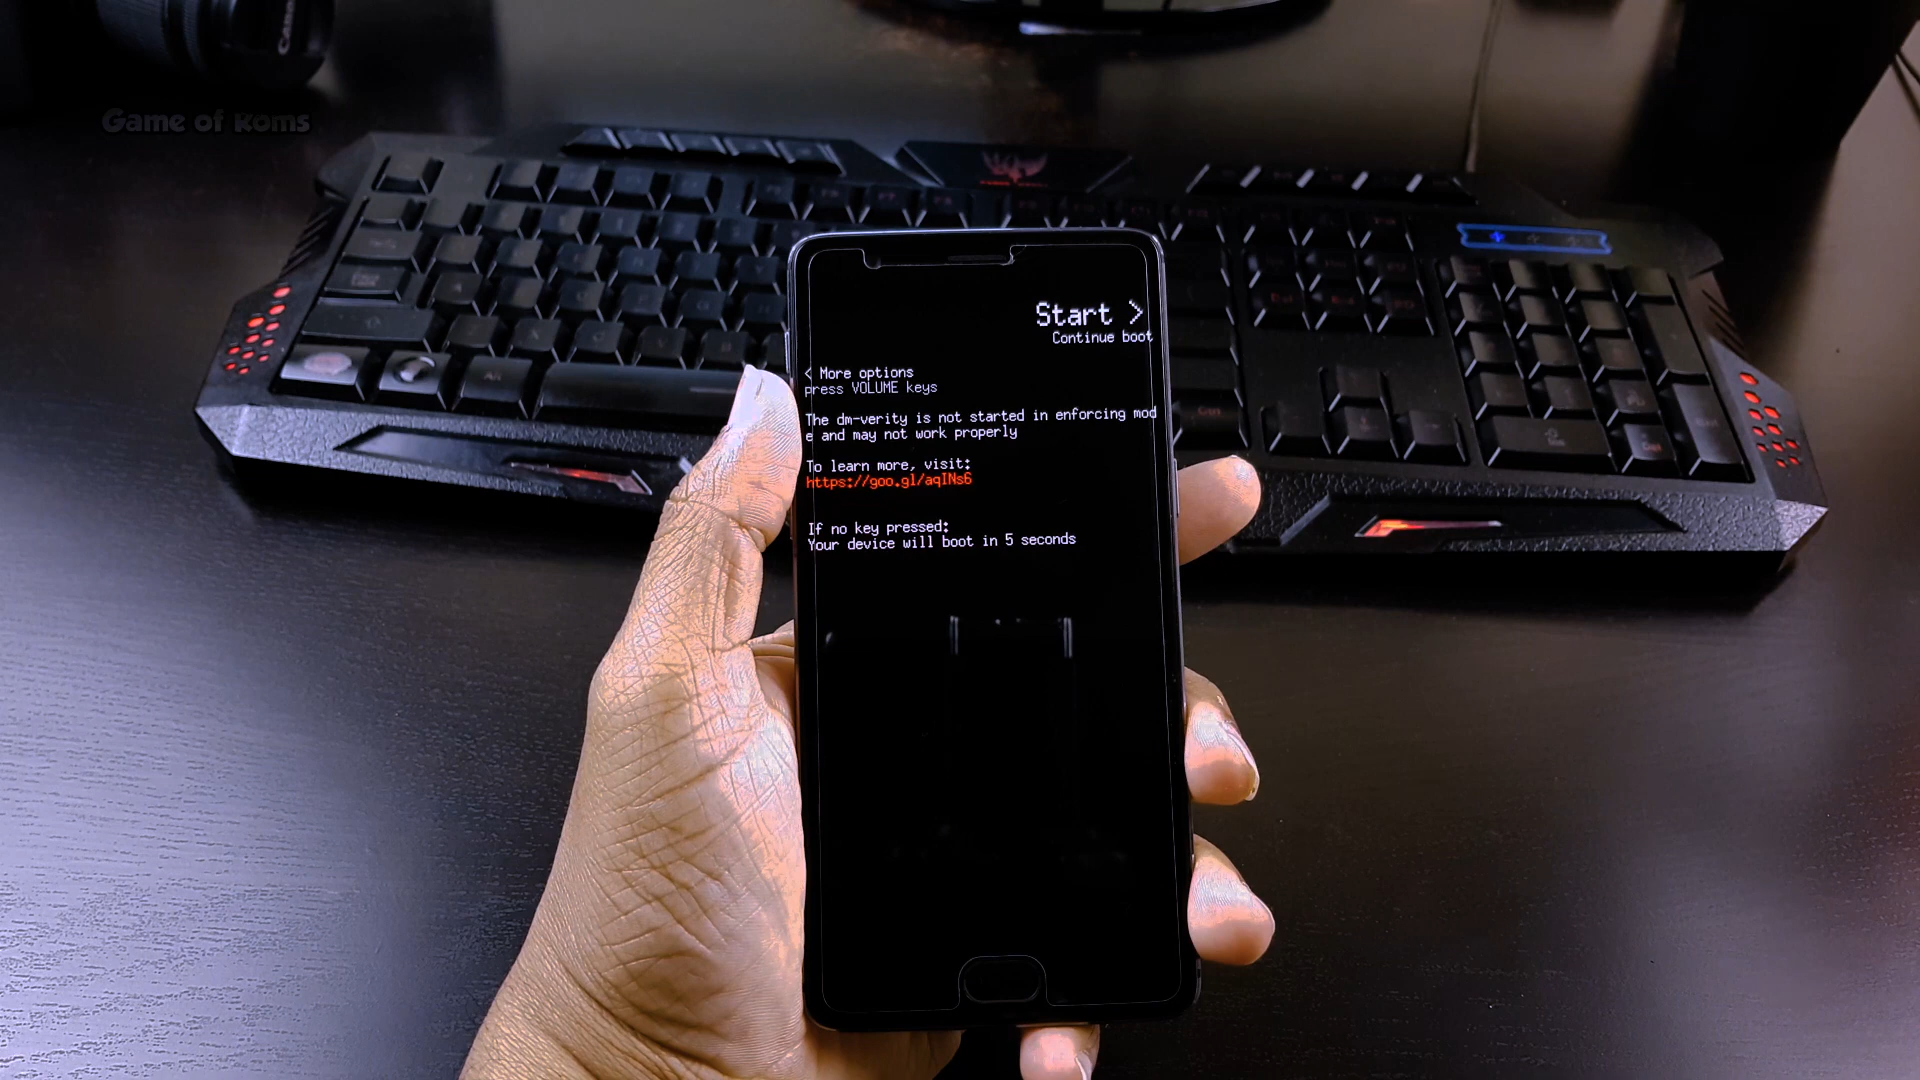 CANON
Game of Roms
Start >
Continue boot
< More options
press VOLUME keys
The dm-verity is not started in enforcing mod
e and may not work properly
To learn more, visit:
https://goo.gl/aqINs6
If no key pressed:
Your device will boot in 5 seconds